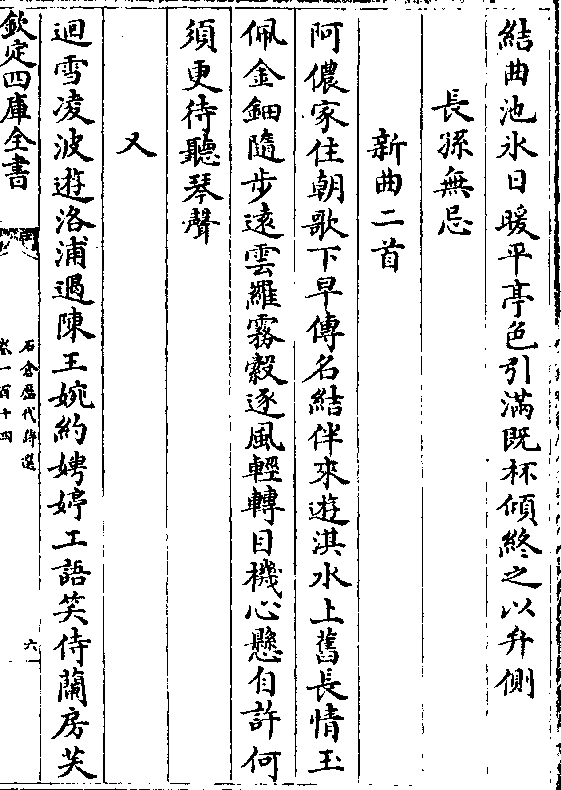 結曲池氷日暖平亭色引滿既杯傾終之以弁側
長孫無忌
新曲二首
阿儂家住朝歌下早傳名結伴來遊淇水上舊長情玉
佩金鈿隨步遠雲羅霧縠逐風輕轉目機心懸自許何
須更待聽琴聲
又
迴雪凌波遊洛浦遇陳王婉約娉婷工語笑侍蘭房芙
欽定四庫全書
石倉歷代詩選
卷一百十四
六